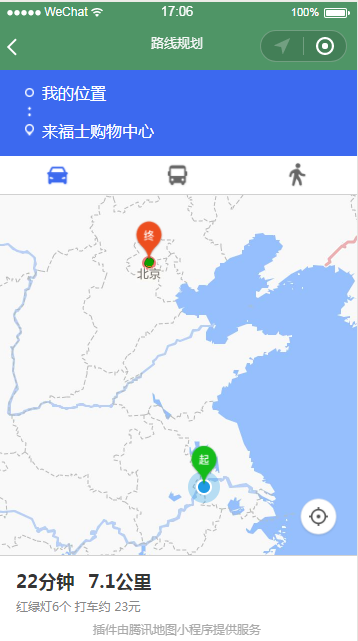 WeChat 17:06 100%
路线规划
我的位置
来福士购物中心
终
北京
起
22分钟 7.1公里
红绿灯6个 打车约 23元
插件由腾讯地图小程序提供服务